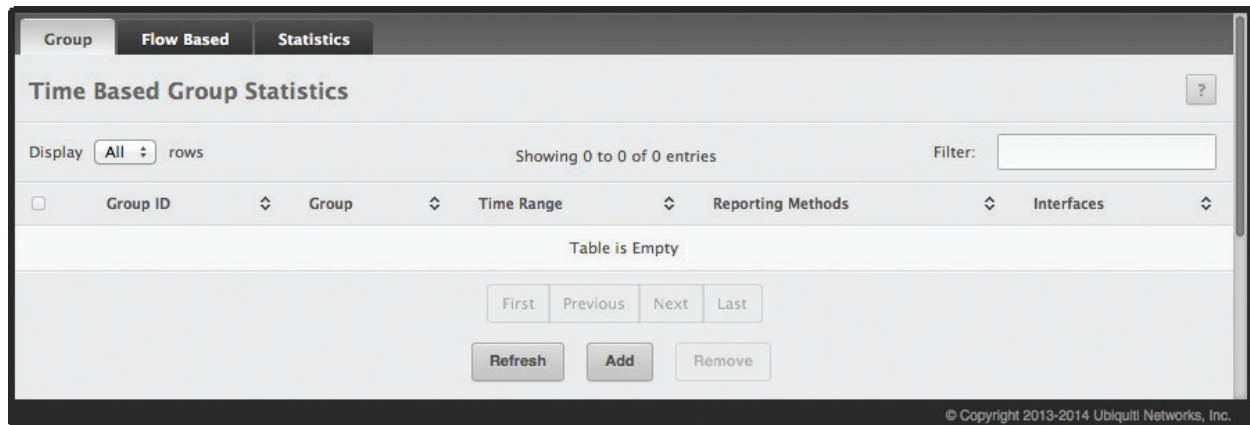 Group Flow Based Statistics
Time Based Group Statistics ?
Display All rows Showing 0 to 0 of 0 entries Filter:
Group ID Group Time Range Reporting Methods Interfaces
Table is Empty
First Previous Next Last
Refresh Add Remove
© Copyright 2013-2014 Ubiquiti Networks, Inc.